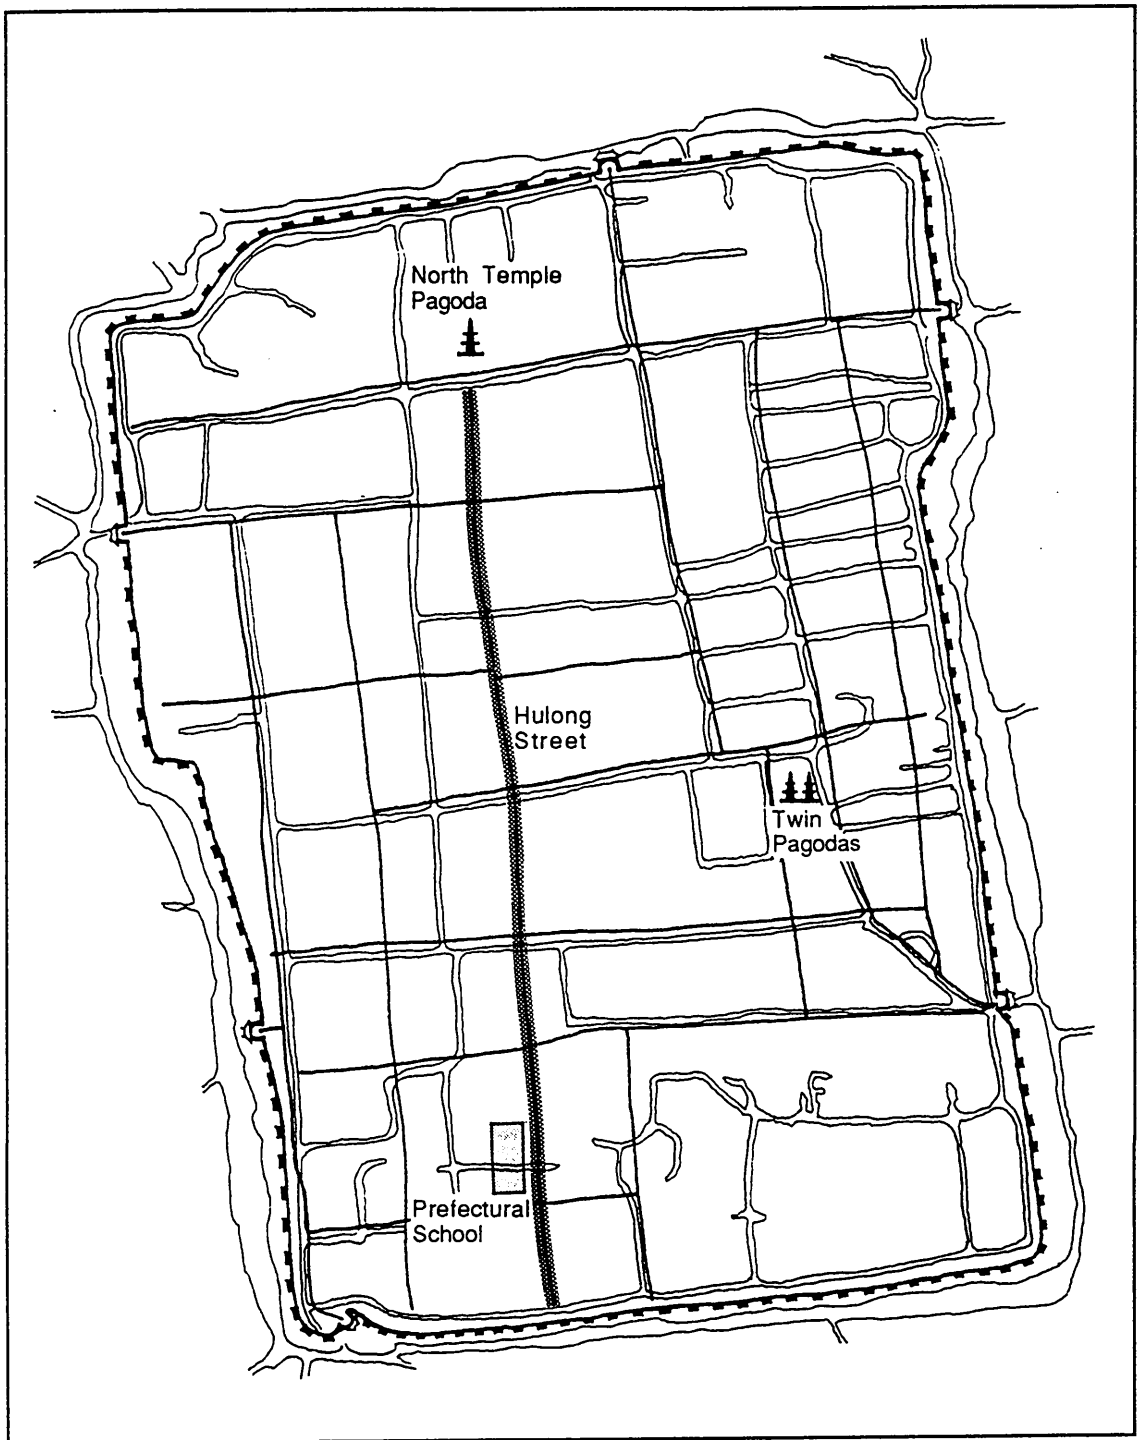 North Temple
Pagoda
Hulong
Street
Twin
Pagodas
Prefectural
School